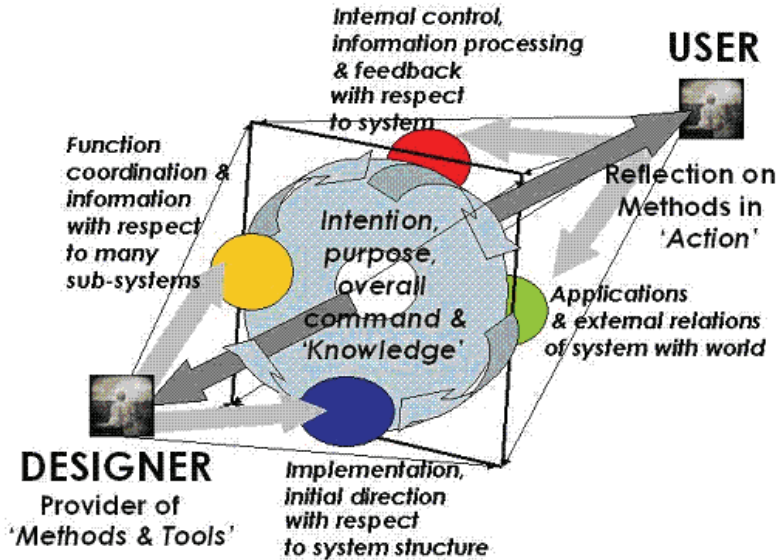 Internal control,
information processing
& feedback
with respect
to system
USER
Function
coordination &
information
with respect
to many
sub-systems
Reflection on
Methods in
'Action'
Intention,
purpose,
overall
command &
'Knowledge'
Applications
& external relations
of system with world
DESIGNER
Provider of
'Methods & Tools'
Implementation,
initial direction
with respect
to system structure